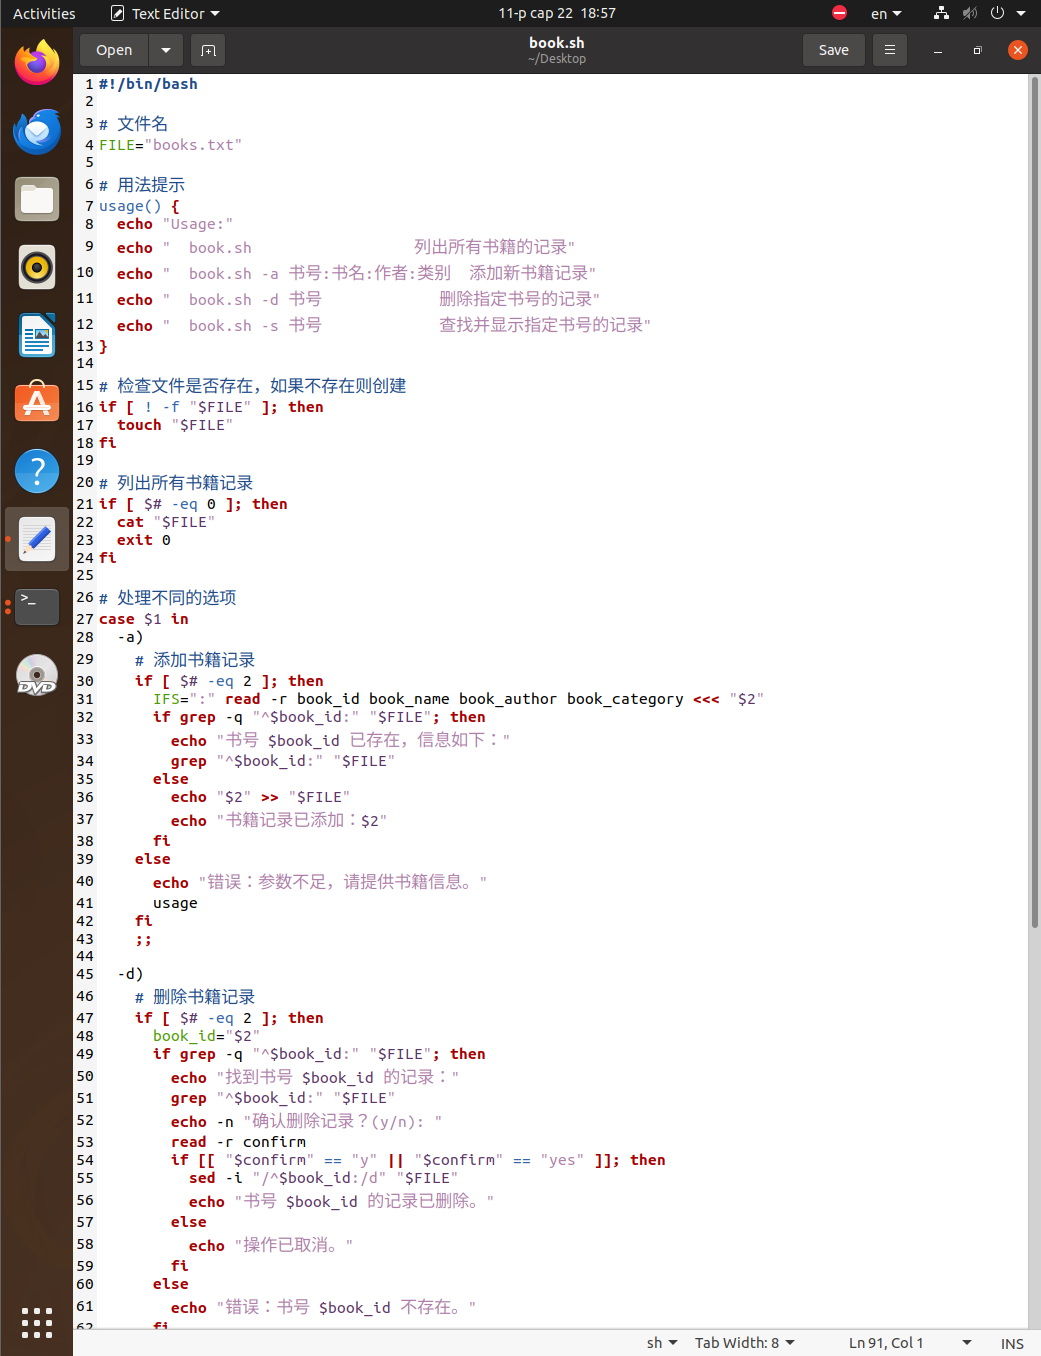 Activities
Text Editor
11-р сар 22 18:57
en
Open
book.sh
~/Desktop
Save
1 #!/bin/bash
2
3 # 文件名
4 FILE="books.txt"
5
6 # 用法提示
7 usage() {
8   echo "Usage:"
9   echo "  book.sh                  列出所有书籍的记录"
10   echo "  book.sh -a 书号:书名:作者:类别  添加新书籍记录"
11   echo "  book.sh -d 书号             删除指定书号的记录"
12   echo "  book.sh -s 书号             查找并显示指定书号的记录"
13 }
14
15 # 检查文件是否存在，如果不存在则创建
16 if [ ! -f "$FILE" ]; then
17   touch "$FILE"
18 fi
19
20 # 列出所有书籍记录
21 if [ $# -eq 0 ]; then
22   cat "$FILE"
23   exit 0
24 fi
25
26 # 处理不同的选项
27 case $1 in
28   -a)
29     # 添加书籍记录
30     if [ $# -eq 2 ]; then
31       IFS=":" read -r book_id book_name book_author book_category <<< "$2"
32       if grep -q "^$book_id:" "$FILE"; then
33         echo "书号 $book_id 已存在，信息如下："
34         grep "^$book_id:" "$FILE"
35       else
36         echo "$2" >> "$FILE"
37         echo "书籍记录已添加：$2"
38       fi
39     else
40       echo "错误：参数不足，请提供书籍信息。"
41       usage
42     fi
43     ;;
44
45   -d)
46     # 删除书籍记录
47     if [ $# -eq 2 ]; then
48       book_id="$2"
49       if grep -q "^$book_id:" "$FILE"; then
50         echo "找到书号 $book_id 的记录："
51         grep "^$book_id:" "$FILE"
52         echo -n "确认删除记录？(y/n): "
53         read -r confirm
54         if [[ "$confirm" == "y" || "$confirm" == "yes" ]]; then
55           sed -i "/^$book_id:/d" "$FILE"
56           echo "书号 $book_id 的记录已删除。"
57         else
58           echo "操作已取消。"
59         fi
60       else
61         echo "错误：书号 $book_id 不存在。"
62       fi
sh
Tab Width: 8
Ln 91, Col 1
INS